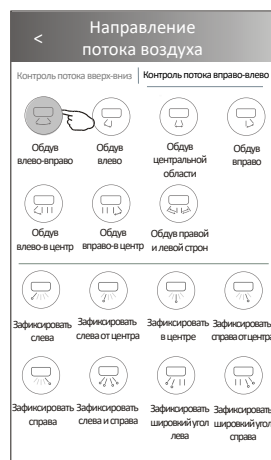 <
Направление
потока воздуха
Контроль потока вверх-вниз
Контроль потока вправо-влево
Обдув
влево-вправо
Обдув
влево
Обдув
центральной
области
Обдув
вправо
Обдув
влево-в центр
Обдув
вправо-в центр
Обдув правой
и левой строн
Зафиксировать
слева
Зафиксировать
слева от центра
Зафиксировать
в центре
Зафиксировать
справа от центра
Зафиксировать
справа
Зафиксировать
слева и справа
Зафиксировать
шировкий угол
лева
Зафиксировать
шировкий угол
справа